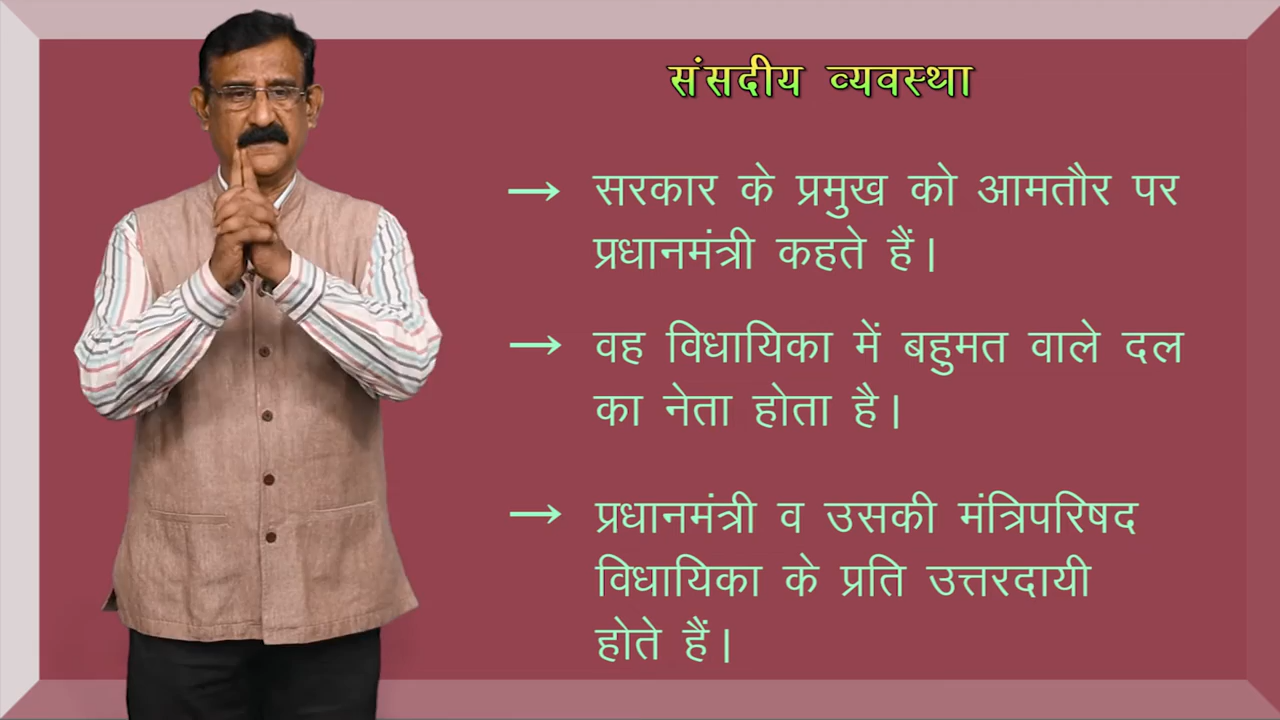 संसदीय व्यवस्था
→ सरकार के प्रमुख को आमतौर पर
प्रधानमंत्री कहते हैं।
→ वह विधायिका में बहुमत वाले दल
का नेता होता है।
→ प्रधानमंत्री व उसकी मंत्रिपरिषद
विधायिका के प्रति उत्तरदायी
होते हैं।